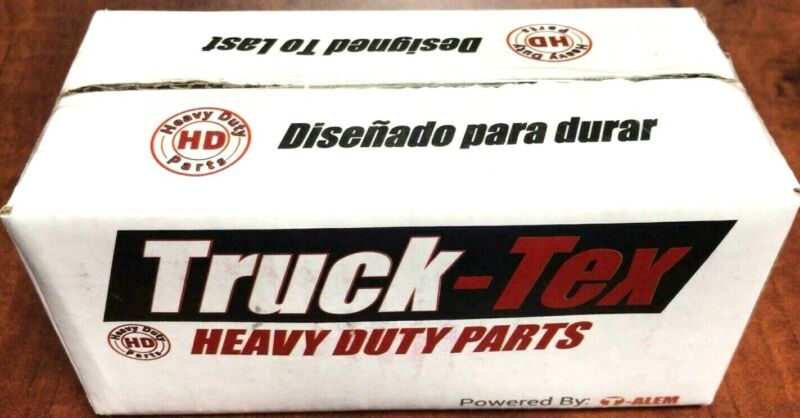 Designed To Last
Heavy Duty
HD
Parts
Heavy Duty
HD
Parts
Diseñado para durar
Truck-Tex
Heavy Duty
HD
Parts
HEAVY DUTY PARTS
Powered By: T-ALEM